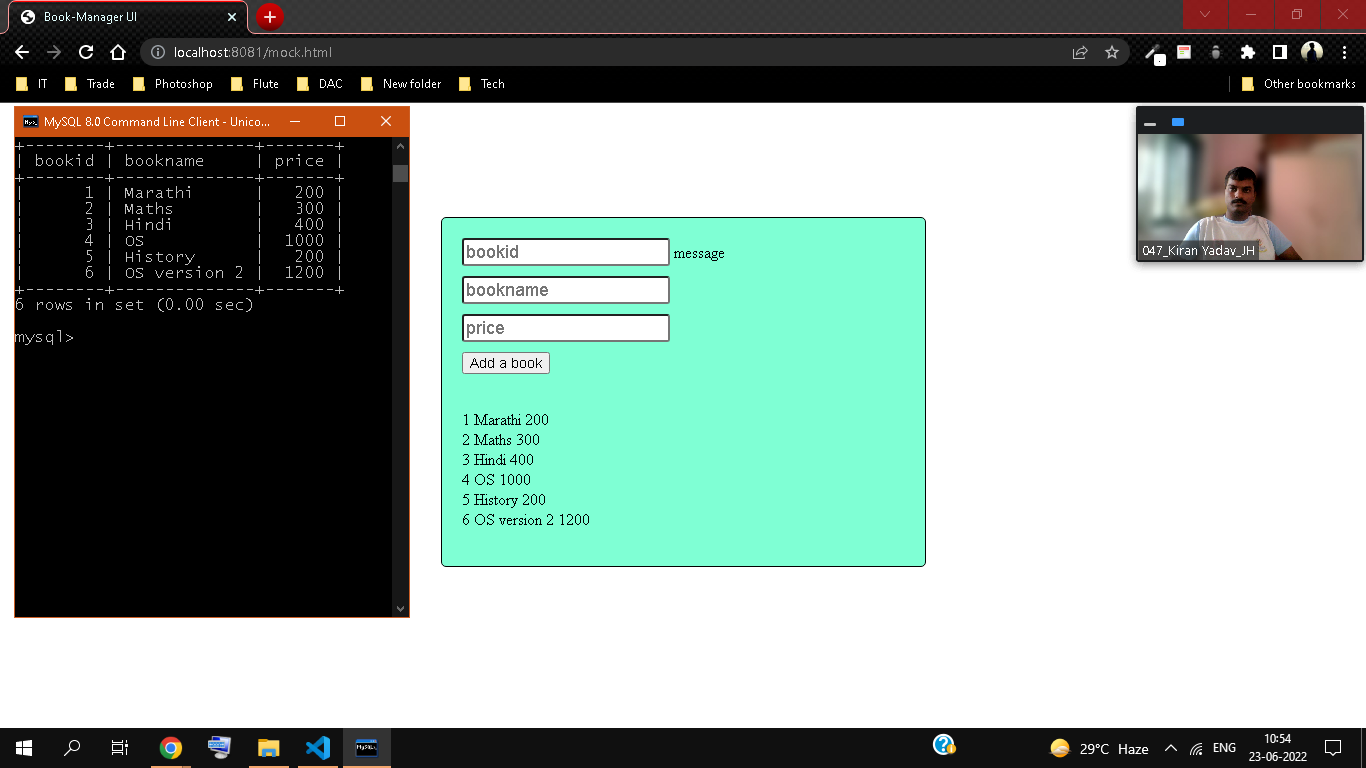 Book-Manager UI
localhost:8081/mock.html
IT Trade Photoshop Flute DAC New folder Tech Other bookmarks
MySQL 8.0 Command Line Client - Unico...
+--------+--------------+-------+
| bookid | bookname     | price |
+--------+--------------+-------+
|      1 | Marathi      |   200 |
|      2 | Maths        |   300 |
|      3 | Hindi        |   400 |
|      4 | OS           |  1000 |
|      5 | History      |   200 |
|      6 | OS version 2 |  1200 |
+--------+--------------+-------+
6 rows in set (0.00 sec)
mysql>
bookid message
bookname
price
Add a book
1 Marathi 200
2 Maths 300
3 Hindi 400
4 OS 1000
5 History 200
6 OS version 2 1200
047_Kiran Yadav_JH
29°C Haze
ENG
10:54
23-06-2022